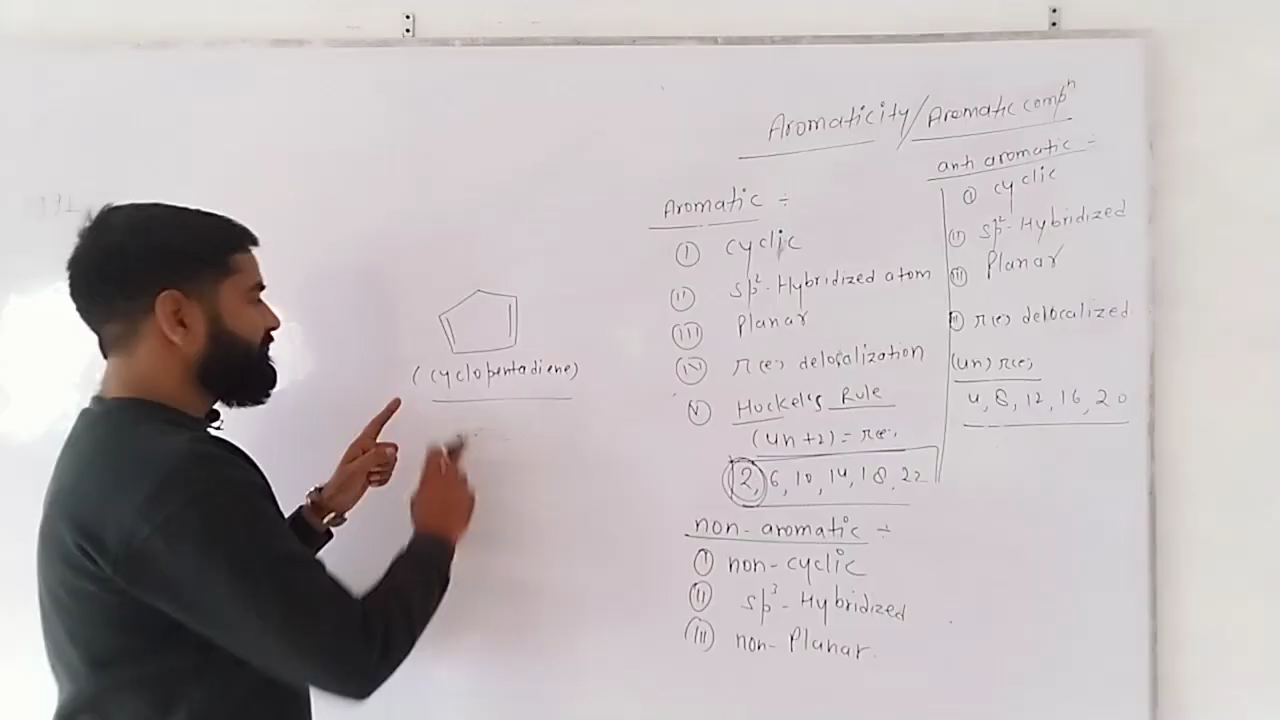 Aromaticity/Aromatic compⁿ
Aromatic ÷
(I) cyclic
(II) sp²-Hybridized atom
(III) Planar
(IV) π(e⁻) delocalization
(V) Huckel's Rule
(4n+2) = πe⁻
2, 6, 10, 14, 18, 22
anti aromatic ÷
(I) cyclic
(II) sp²-Hybridized
(III) Planar
π(e⁻) delocalized
(4n) π(e⁻)
4, 8, 12, 16, 20
(cyclopentadiene)
non-aromatic ÷
(I) non-cyclic
(II) sp³-Hybridized
(III) non-Planar.